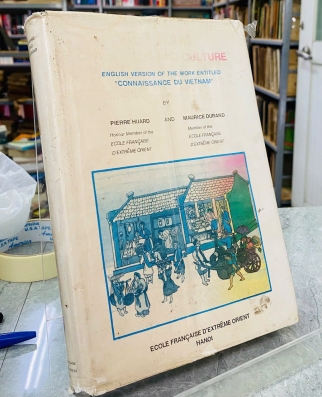 CULTURE
ENGLISH VERSION OF THE WORK ENTITLED
"CONNAISSANCE DU VIETNAM"
BY
PIERRE HUARD AND MAURICE DURAND
Honour Member of the
ECOLE FRANÇAISE
D'EXTRÊME ORIENT
Member of the
ECOLE FRANÇAISE
D'EXTRÊME ORIENT
ECOLE FRANÇAISE D'EXTRÊME ORIENT
HANOI